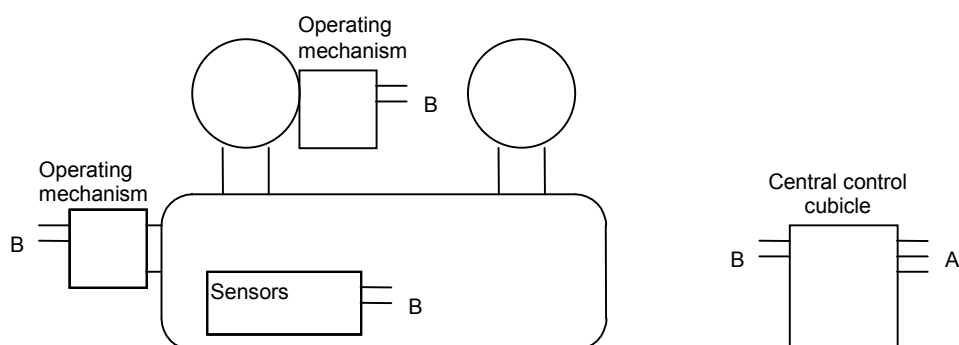 Operating
mechanism
B
Operating
mechanism
B
Sensors
B
Central control
cubicle
B
A